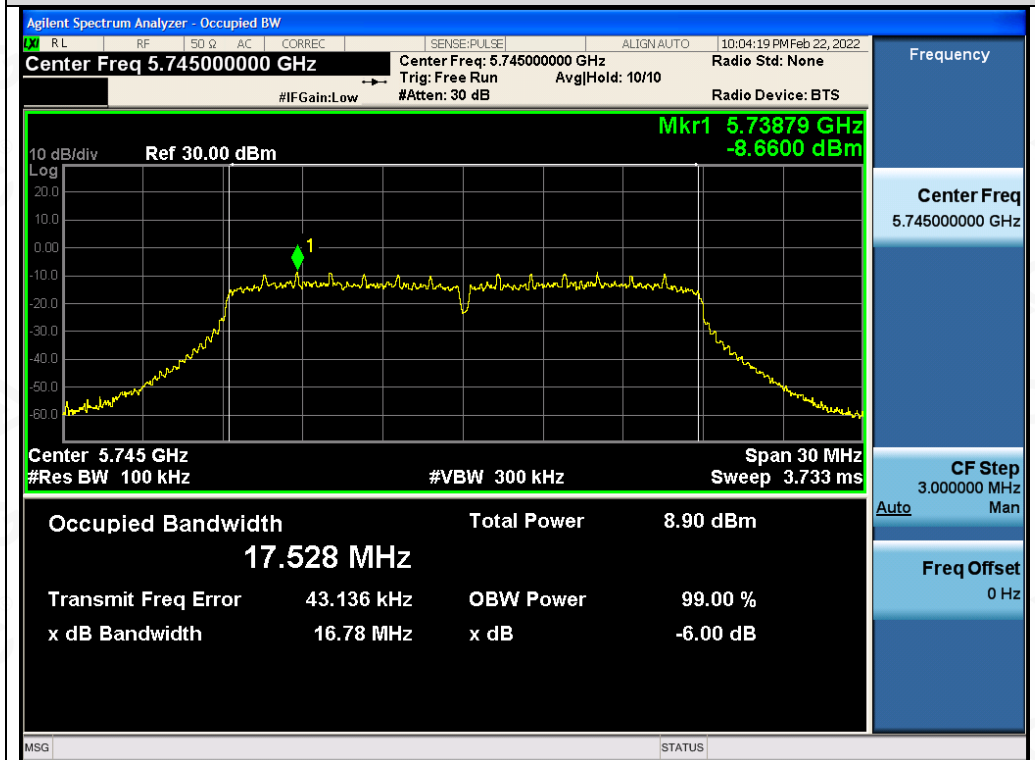 Agilent Spectrum Analyzer - Occupied BW
LXI RL RF 50 Ω AC CORREC SENSE:PULSE ALIGN AUTO 10:04:19 PM Feb 22, 2022
Center Freq 5.745000000 GHz
Center Freq: 5.745000000 GHz
Radio Std: None
Trig: Free Run Avg|Hold: 10/10
#IFGain:Low
#Atten: 30 dB
Radio Device: BTS
Mkr1 5.73879 GHz
-8.6600 dBm
10 dB/div Ref 30.00 dBm
Log
20.0
10.0
0.00
-10.0
-20.0
-30.0
-40.0
-50.0
-60.0
1
Center 5.745 GHz Span 30 MHz
#Res BW 100 kHz #VBW 300 kHz Sweep 3.733 ms
Occupied Bandwidth Total Power 8.90 dBm
17.528 MHz
Transmit Freq Error 43.136 kHz OBW Power 99.00 %
x dB Bandwidth 16.78 MHz x dB -6.00 dB
Frequency
Center Freq
5.745000000 GHz
CF Step
3.000000 MHz
Auto Man
Freq Offset
0 Hz
MSG STATUS